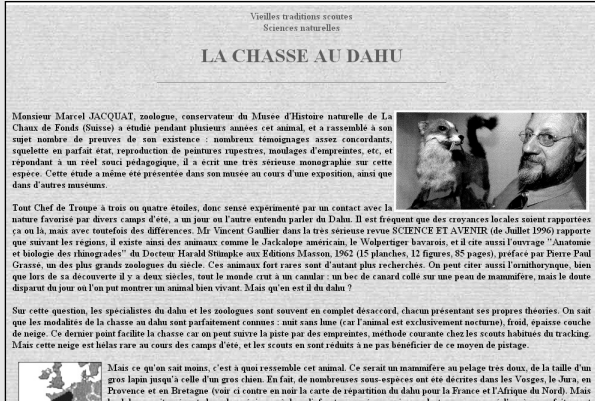 Vieilles traditions scoutes
Sciences naturelles
LA CHASSE AU DAHU
Monsieur Marcel JACQUAT, zoologue, conservateur du Musée d'Histoire naturelle de La
Chaux de Fonds (Suisse) a étudié pendant plusieurs années cet animal, et a rassemblé à son
sujet nombre de preuves de son existence : nombreux témoignages assez concordants,
squelette en parfait état, reproduction de peintures rupestres, moulages d'empreintes, etc, et
répondant à un réel souci pédagogique, il a écrit une très sérieuse monographie sur cette
espèce. Cette étude a même été présentée dans son musée au cours d'une exposition, ainsi que
dans d'autres muséums.
Tout Chef de Troupe à trois ou quatre étoiles, donc sensé expérimenté par un contact avec la
nature favorisé par divers camps d'été, a un jour ou l'autre entendu parler du Dahu. Il est fréquent que des croyances locales soient rapportées
ça ou là, mais avec toutefois des différences. Mr Vincent Gaullier dans la très sérieuse revue SCIENCE ET AVENIR (de Juillet 1996) rapporte
que suivant les régions, il existe ainsi des animaux comme le Jackalope américain, le Wolpertiger bavarois, et il cite aussi l'ouvrage "Anatomie
et biologie des rhinogrades" du Docteur Harald Stümpke aux Editions Masson, 1962 (15 planches, 12 figures, 85 pages), préfacé par Pierre Paul
Grassé, un des plus grands zoologues du siècle. Ces animaux fort rares sont d'autant plus recherchés. On peut citer aussi l'ornithorynque, bien
que lors de sa découverte il y a deux siècles, tout le monde crut à un canular : un bec de canard collé sur une peau de mammifère, mais le doute
disparut du jour où l'on put montrer un animal bien vivant. Mais qu'en est il du dahu ?
Sur cette question, les spécialistes du dahu et les zoologues sont souvent en complet désaccord, chacun présentant ses propres théories. On sait
que les modalités de la chasse au dahu sont parfaitement connues : nuit sans lune (car l'animal est exclusivement nocturne), froid, épaisse couche
de neige. Ce dernier point facilite la chasse car on peut suivre la piste par des empreintes, méthode courante chez les scouts habitués du tracking.
Mais cette neige est hélas rare au cours des camps d'été, et les scouts en sont réduits à ne pas bénéficier de ce moyen de pistage.
Mais ce qu'on sait moins, c'est à quoi ressemble cet animal. Ce serait un mammifère au pelage très doux, de la taille d'un
gros lapin jusqu'à celle d'un gros chien. En fait, de nombreuses sous-espèces ont été décrites dans les Vosges, le Jura, en
Provence et en Bretagne (voir ci contre en noir la carte de répartition du dahu pour la France et l'Afrique du Nord). Mais